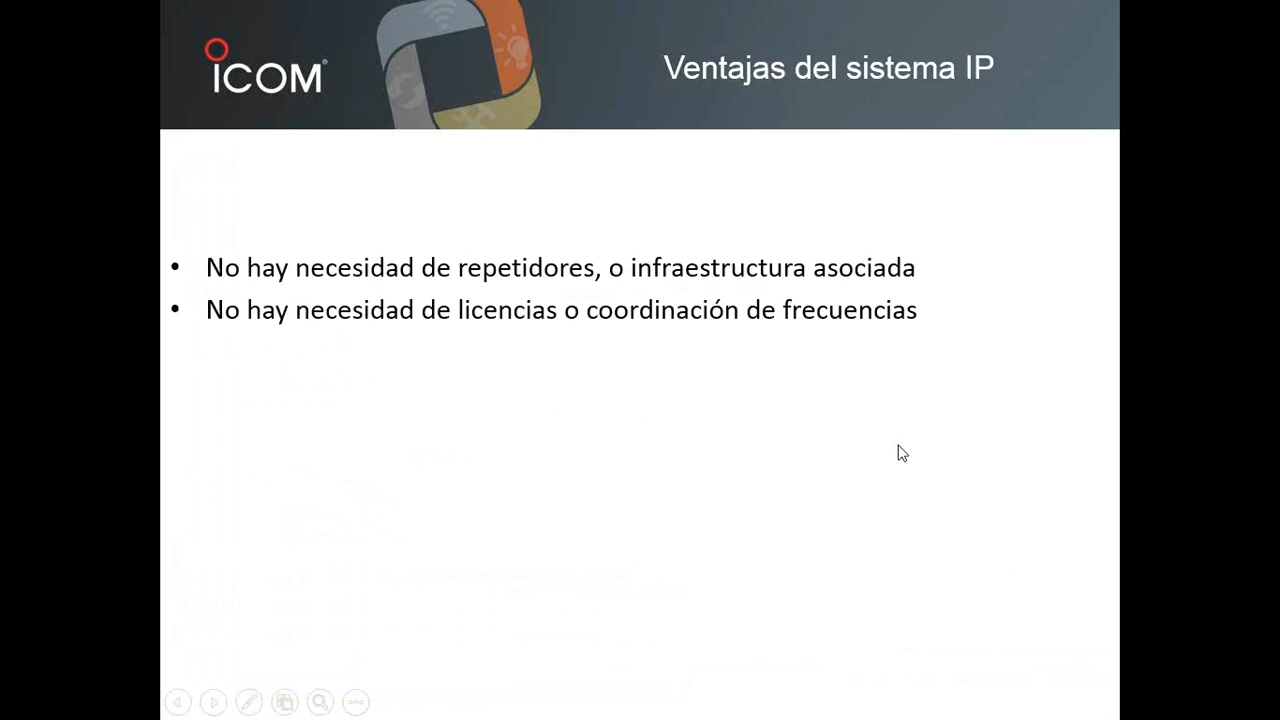 ICOM®
Ventajas del sistema IP
• No hay necesidad de repetidores, o infraestructura asociada
• No hay necesidad de licencias o coordinación de frecuencias